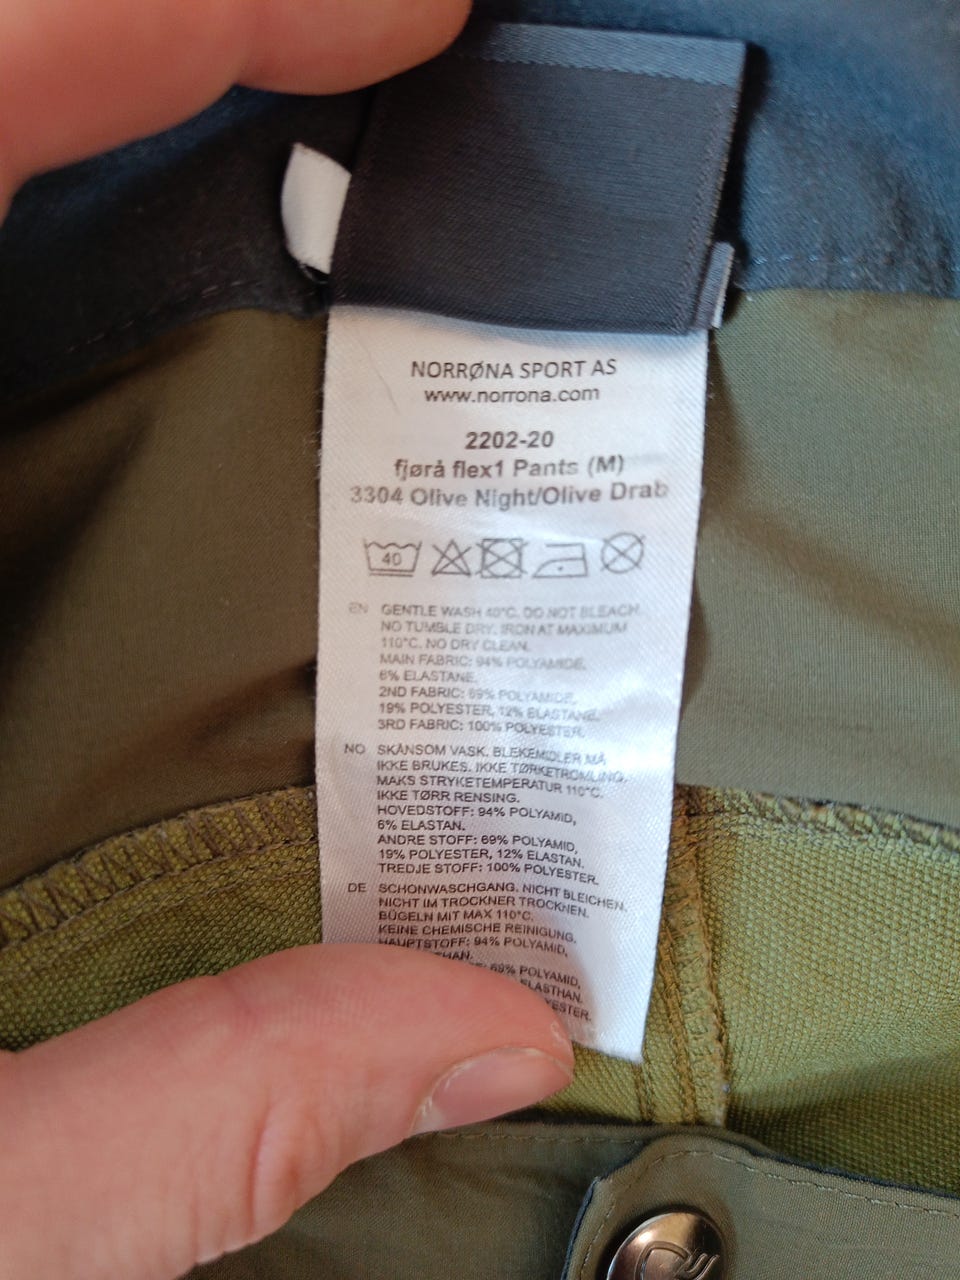 NORRØNA SPORT AS
www.norrona.com
2202-20
fjørå flex1 Pants (M)
3304 Olive Night/Olive Drab
40
EN GENTLE WASH 40°C. DO NOT BLEACH.
NO TUMBLE DRY. IRON AT MAXIMUM
110°C. NO DRY CLEAN.
MAIN FABRIC: 94% POLYAMIDE,
6% ELASTANE.
2ND FABRIC: 69% POLYAMIDE,
19% POLYESTER, 12% ELASTANE.
3RD FABRIC: 100% POLYESTER.
NO SKÅNSOM VASK. BLEKEMIDLER MÅ
IKKE BRUKES. IKKE TØRKETROMLING.
MAKS STRYKETEMPERATUR 110°C.
IKKE TØRR RENSING.
HOVEDSTOFF: 94% POLYAMID,
6% ELASTAN.
ANDRE STOFF: 69% POLYAMID,
19% POLYESTER, 12% ELASTAN.
TREDJE STOFF: 100% POLYESTER.
DE SCHONWASCHGANG. NICHT BLEICHEN.
NICHT IM TROCKNER TROCKNEN.
BÜGELN MIT MAX 110°C.
KEINE CHEMISCHE REINIGUNG.
HAUPTSTOFF: 94% POLYAMID,
69% POLYAMID,
ELASTHAN.